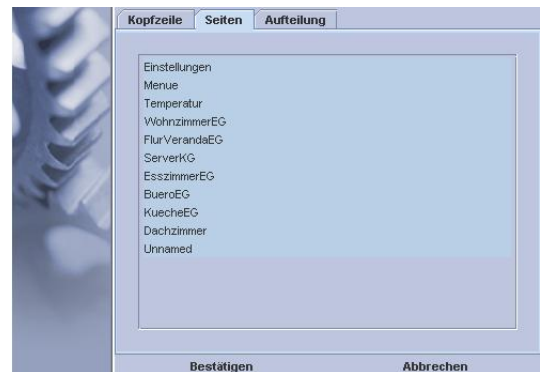 Kopfzeile Seiten Aufteilung
Einstellungen
Menue
Temperatur
WohnzimmerEG
FlurVerandaEG
ServerKG
EsszimmerEG
BueroEG
KuecheEG
Dachzimmer
Unnamed
Bestätigen Abbrechen